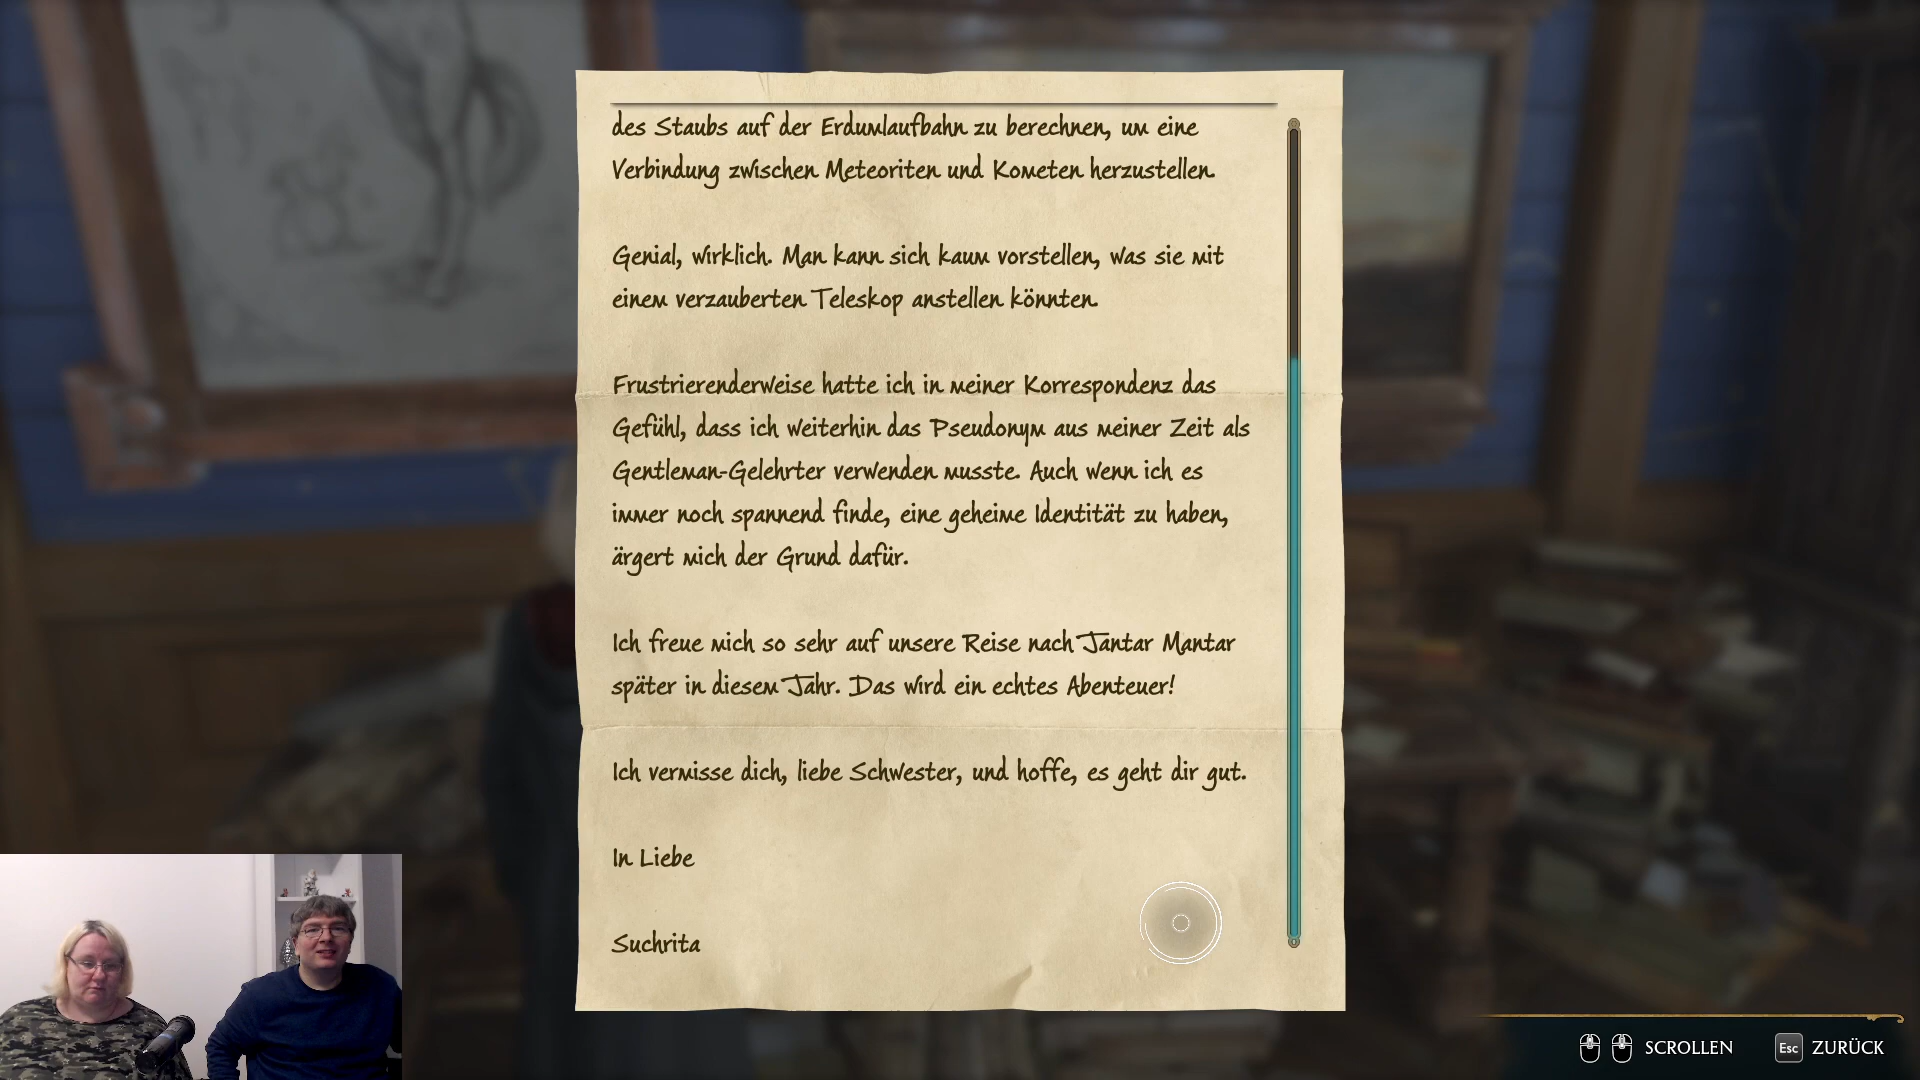 des Staubs auf der Erdumlaufbahn zu berechnen, um eine
Verbindung zwischen Meteoriten und Kometen herzustellen.
Genial, wirklich. Man kann sich kaum vorstellen, was sie mit
einem verzauberten Teleskop anstellen könnten.
Frustrierenderweise hatte ich in meiner Korrespondenz das
Gefühl, dass ich weiterhin das Pseudonym aus meiner Zeit als
Gentleman-Gelehrter verwenden musste. Auch wenn ich es
immer noch spannend finde, eine geheime Identität zu haben,
ärgert mich der Grund dafür.
Ich freue mich so sehr auf unsere Reise nach Jantar Mantar
später in diesem Jahr. Das wird ein echtes Abenteuer!
Ich vermisse dich, liebe Schwester, und hoffe, es geht dir gut.
In Liebe
Suchrita
SCROLLEN
Esc ZURÜCK